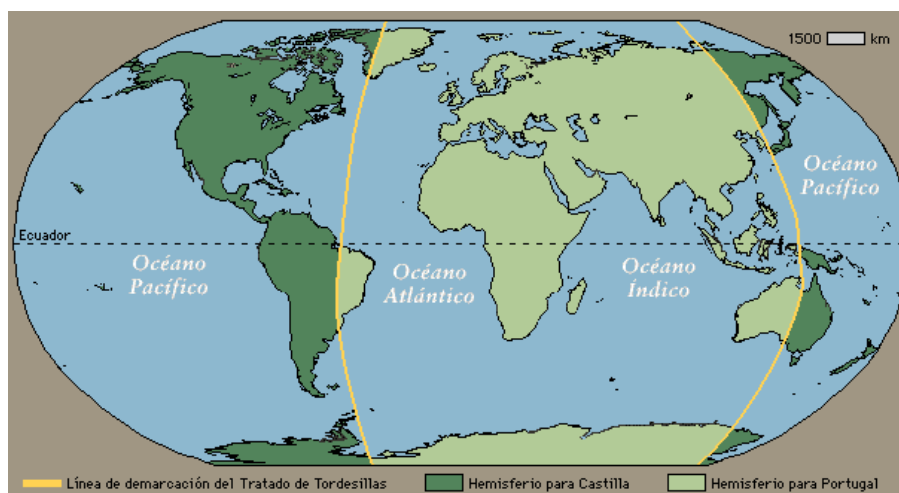 1500 km
Océano
Pacífico
Ecuador
Océano
Pacífico
Océano
Atlántico
Océano
Índico
Línea de demarcación del Tratado de Tordesillas
Hemisferio para Castilla
Hemisferio para Portugal